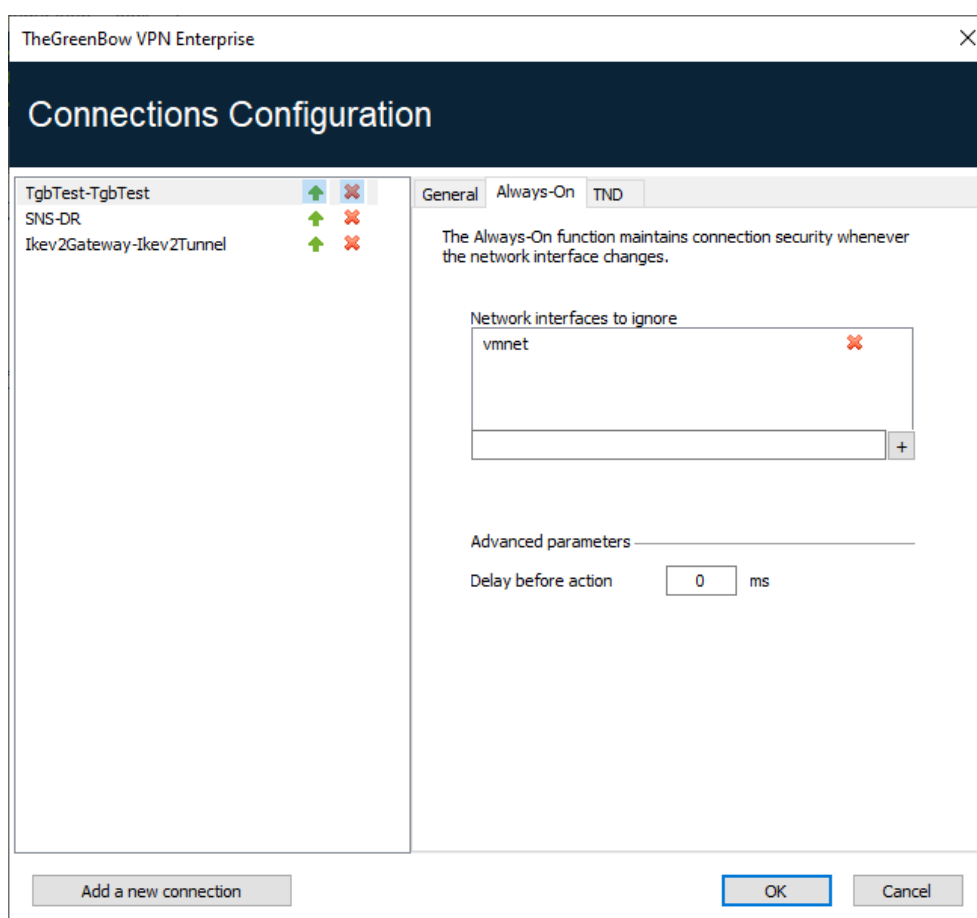 TheGreenBow VPN Enterprise
Connections Configuration
TgbTest-TgbTest
SNS-DR
Ikev2Gateway-Ikev2Tunnel
General
Always-On
TND
The Always-On function maintains connection security whenever
the network interface changes.
Network interfaces to ignore
vmnet
+
Advanced parameters
Delay before action 0 ms
Add a new connection
OK
Cancel